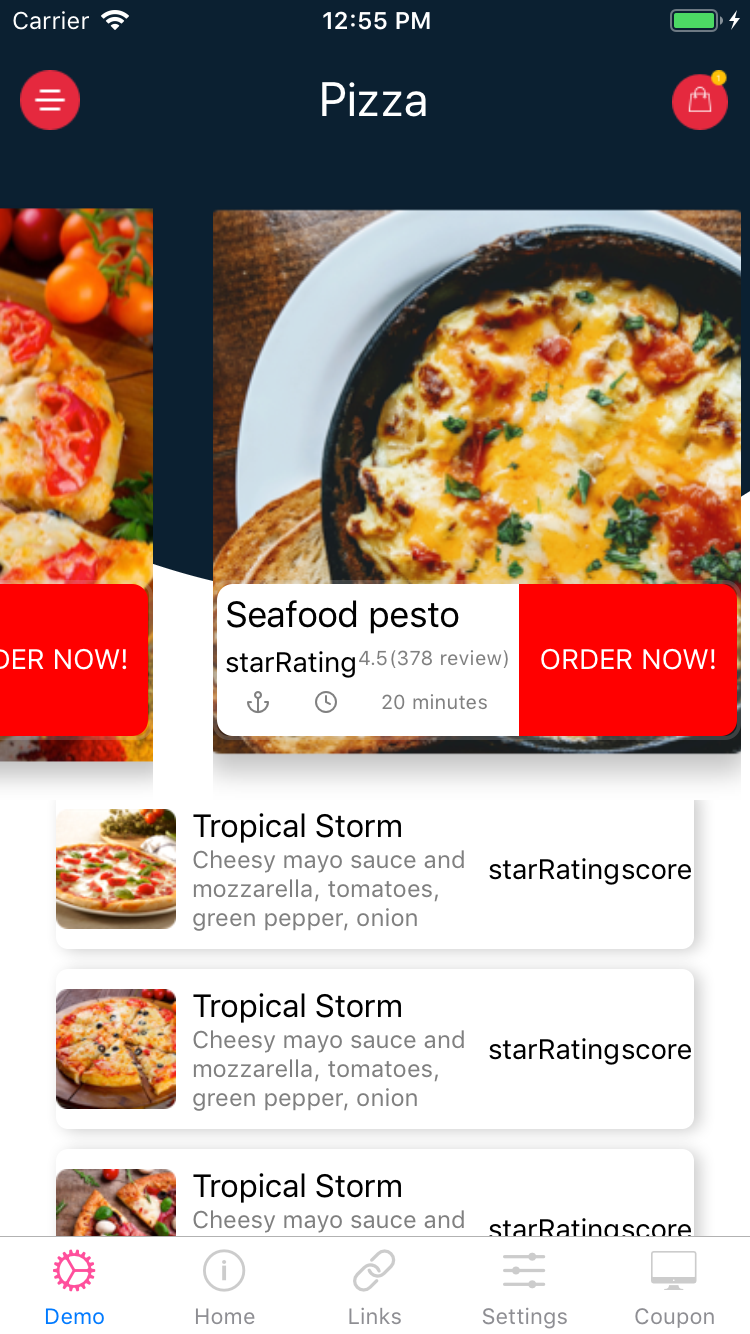 Carrier 12:55 PM
Pizza
1
DER NOW!
Seafood pesto
starRating 4.5(378 review)
20 minutes
ORDER NOW!
Tropical Storm
Cheesy mayo sauce and
mozzarella, tomatoes,
green pepper, onion
starRatingscore
Tropical Storm
Cheesy mayo sauce and
mozzarella, tomatoes,
green pepper, onion
starRatingscore
Tropical Storm
Cheesy mayo sauce and
starRatingscore
Demo Home Links Settings Coupon